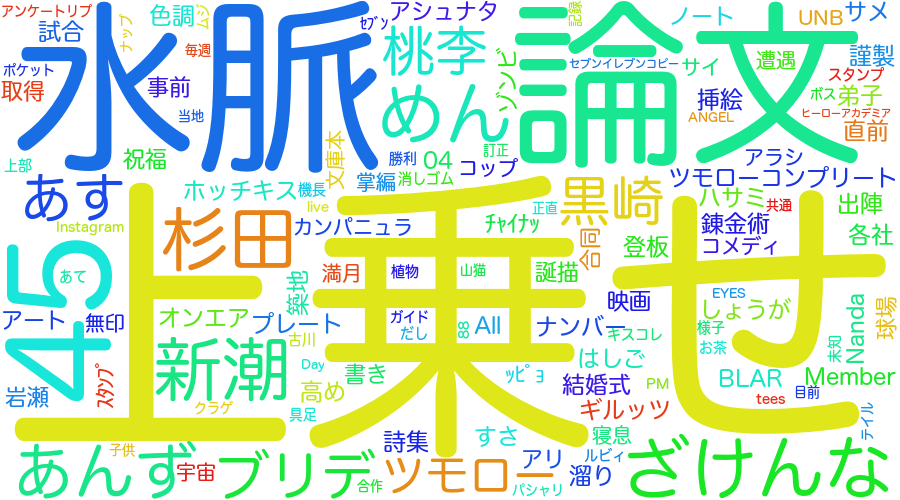 アンケートリプ
ナップ
色調
ムジ
アシュナタ
記録
ノート
UNB
サメ
水脈
論文
試合
毎週
セブン
桃李
ゾンビ
セブンイレブンコピー
サイ
遭遇
謹製
ポケット
取得
事前
めん
挿絵
スタンプ
ボス
弟子
当地
ANGEL
ヒーローアカデミア
直前
上部
祝福
文庫本
勝利
04
訂正
コップ
アラシ
あす
ホッチキス
機長
掌編
消しゴム
ツモローコンプリート
上乗せ
黒崎
ハサミ
共通
出陣
Instagram
杉田
live
カンパニュラ
チャイナッ
正直
合同
登板
錬金術
コメディ
各社
45
あて
築地
満月
植物
山猫
誕描
映画
EYES
しょうが
Nanda
球場
アート
無印
オンエア
プレート
ガイド
だし
88
All
ナンバー
キスコレ
様子
お茶
未知
新潮
古川
Day
書き
はしご
岩瀬
スタンプ
高め
ッピョ
結婚式
PM
BLAR
Member
目前
クラゲ
具足
ギルッツ
tees
テイル
子供
詩集
すさ
寝息
あんず
宇宙
ブリデ
合作
ツモロー
アリ
ルビィ
パシャリ
溜り
ざけんな